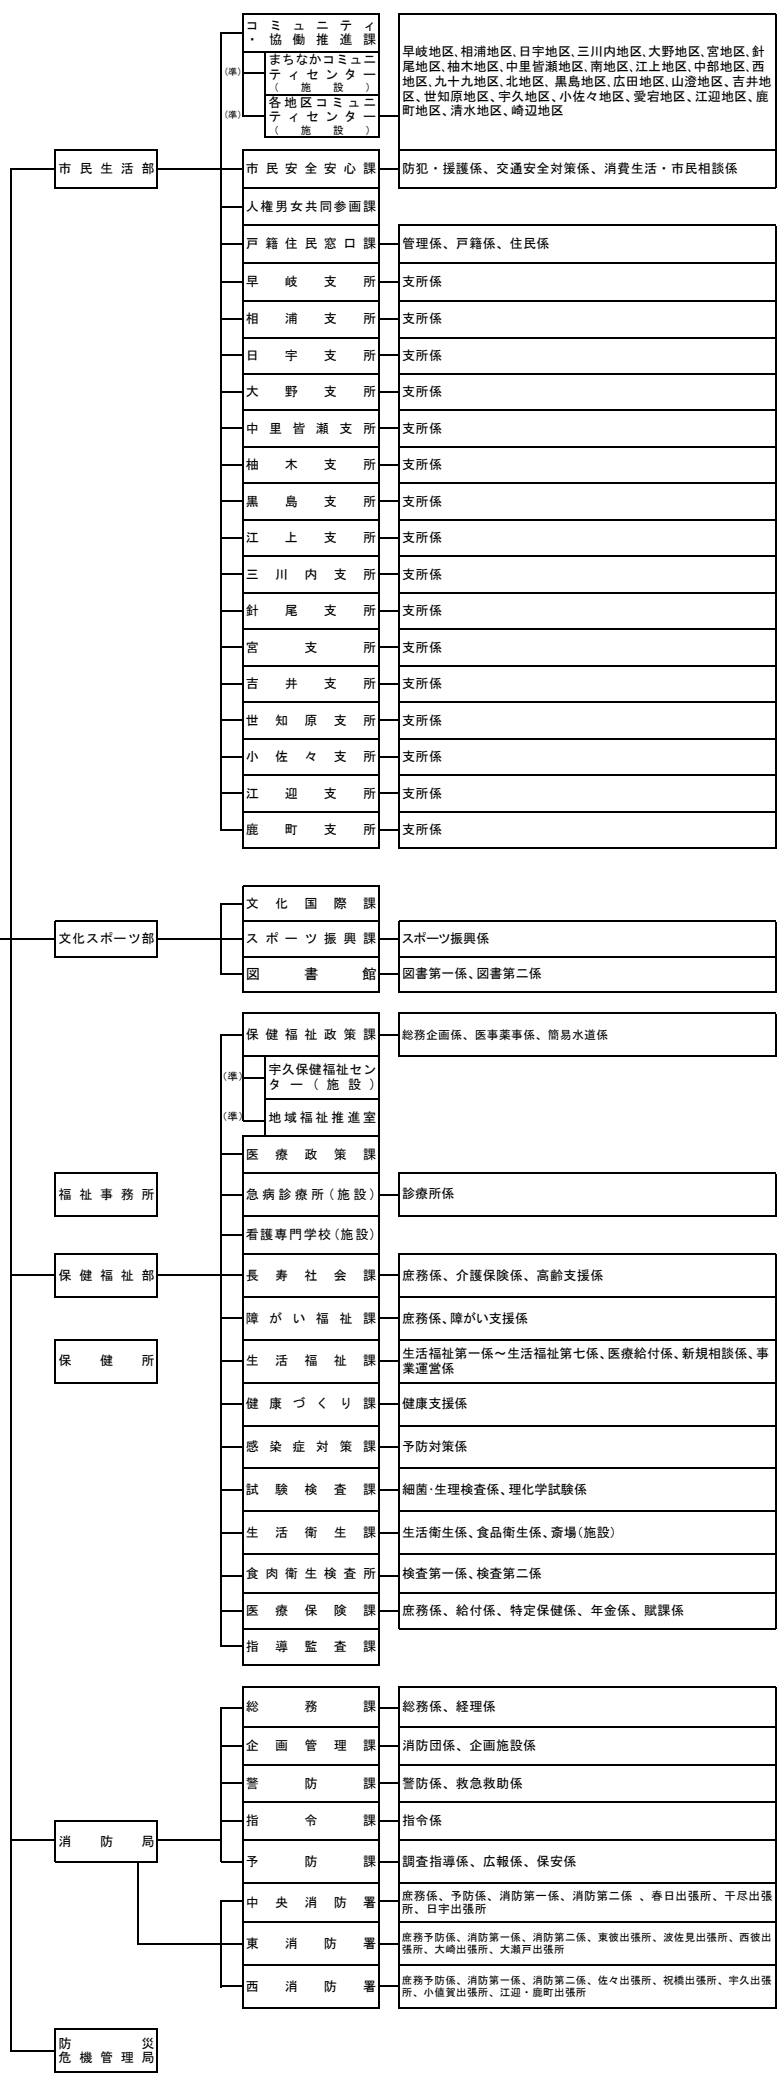 コミュニティ
・協働推進課
(準)
まちなかコミュニ
ティセンター
(施設)
(準)
各地区コミュニ
ティセンター
(施設)
早岐地区、相浦地区、日宇地区、三川内地区、大野地区、宮地区、針
尾地区、柚木地区、中里皆瀬地区、南地区、江上地区、中部地区、西
地区、九十九地区、北地区、黒島地区、広田地区、山澄地区、吉井地
区、世知原地区、宇久地区、小佐々地区、愛宕地区、江迎地区、鹿
町地区、清水地区、崎辺地区
市民生活部
市民安全安心課
防犯・援護係、交通安全対策係、消費生活・市民相談係
人権男女共同参画課
戸籍住民窓口課
管理係、戸籍係、住民係
早岐支所
支所係
相浦支所
支所係
日宇支所
支所係
大野支所
支所係
中里皆瀬支所
支所係
柚木支所
支所係
黒島支所
支所係
江上支所
支所係
三川内支所
支所係
針尾支所
支所係
宮支所
支所係
吉井支所
支所係
世知原支所
支所係
小佐々支所
支所係
江迎支所
支所係
鹿町支所
支所係
文化国際課
文化スポーツ部
スポーツ振興課
スポーツ振興係
図書館
図書第一係、図書第二係
保健福祉政策課
総務企画係、医事薬事係、簡易水道係
(準)
宇久保健福祉セン
ター(施設)
(準)
地域福祉推進室
医療政策課
福祉事務所
急病診療所(施設)
診療所係
看護専門学校(施設)
保健福祉部
長寿社会課
庶務係、介護保険係、高齢支援係
障がい福祉課
庶務係、障がい支援係
保健所
生活福祉課
生活福祉第一係～生活福祉第七係、医療給付係、新規相談係、事
業運営係
健康づくり課
健康支援係
感染症対策課
予防対策係
試験検査課
細菌・生理検査係、理化学試験係
生活衛生課
生活衛生係、食品衛生係、斎場(施設)
食肉衛生検査所
検査第一係、検査第二係
医療保険課
庶務係、給付係、特定保健係、年金係、賦課係
指導監査課
総務課
総務係、経理係
企画管理課
消防団係、企画施設係
警防課
警防係、救急救助係
指令課
指令係
消防局
予防課
調査指導係、広報係、保安係
中央消防署
庶務係、予防係、消防第一係、消防第二係 、春日出張所、干尽出張
所、日宇出張所
東消防署
庶務予防係、消防第一係、消防第二係、東彼出張所、波佐見出張所、西彼出
張所、大崎出張所、大瀬戸出張所
西消防署
庶務予防係、消防第一係、消防第二係、佐々出張所、祝橋出張所、宇久出張
所、小値賀出張所、江迎・鹿町出張所
防災
危機管理局